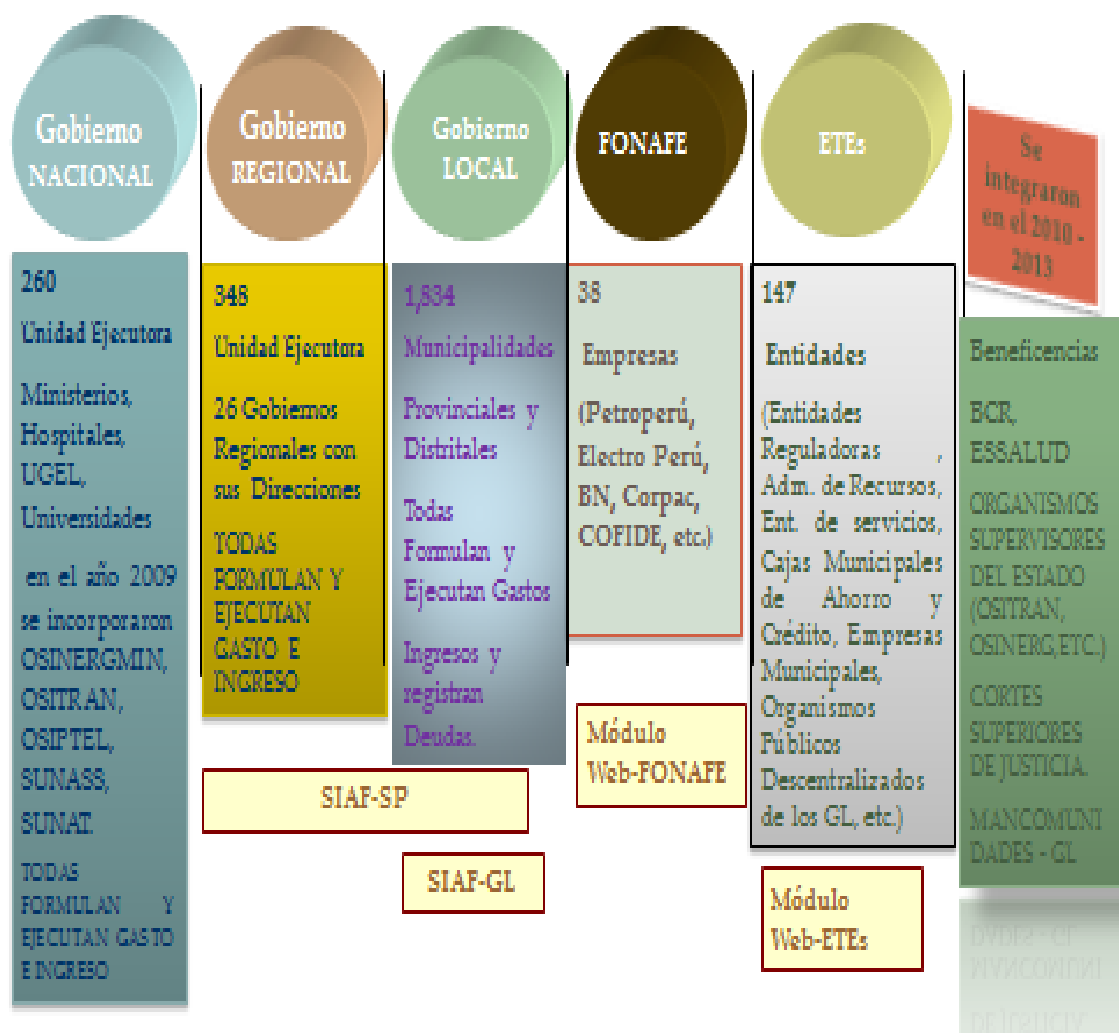 Gobierno
NACIONAL
260
Unidad Ejecutora
Ministerios,
Hospitales,
UGEL,
Universidades
en el año 2009
se incorporaron
OSINERGMIN,
OSITRAN,
OSIPTEL,
SUNASS,
SUNAT.
TODAS
FORMULAN Y
EJECUTAN GASTO
E INGRESO
Gobierno
REGIONAL
348
Unidad Ejecutora
26 Gobiernos
Regionales con
sus Direcciones
TODAS
FORMULAN Y
EJECUTAN
GASTO E
INGRESO
Gobierno
LOCAL
1,834
Municipalidades
Provinciales y
Distritales
Todas
Formulan y
Ejecutan Gastos
Ingresos y
registran
Deudas.
SIAF-SP
SIAF-GL
FONAFE
38
Empresas
(Petroperú,
Electro Perú,
BN, Corpac,
COFIDE, etc.)
Módulo
Web-FONAFE
ETEs
147
Entidades
(Entidades
Reguladoras ,
Adm. de Recursos,
Ent. de servicios,
Cajas Municipales
de Ahorro y
Crédito, Empresas
Municipales,
Organismos
Públicos
Descentralizados
de los GL, etc.)
Módulo
Web-ETEs
Se
integraron
en el 2010 -
2013
Beneficencias
BCR,
ESSALUD
ORGANISMOS
SUPERVISORES
DEL ESTADO
(OSITRAN,
OSINERG,ETC.)
CORTES
SUPERIORES
DE JUSTICIA.
MANCOMUNI
DADES - GL